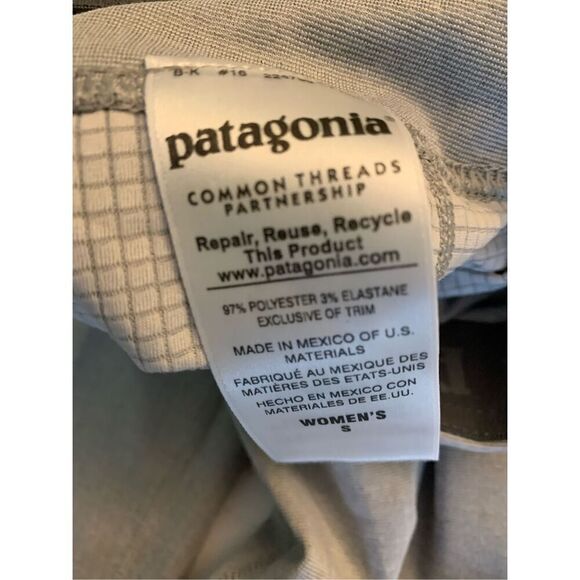 B-K #16
patagonia®
COMMON THREADS
PARTNERSHIP
Repair, Reuse, Recycle
This Product
www.patagonia.com
97% POLYESTER 3% ELASTANE
EXCLUSIVE OF TRIM
MADE IN MEXICO OF U.S.
MATERIALS
FABRIQUÉ AU MEXIQUE DES
MATIÈRES DES ETATS-UNIS
HECHO EN MEXICO CON
MATERIALES DE EE.UU.
WOMEN'S
S